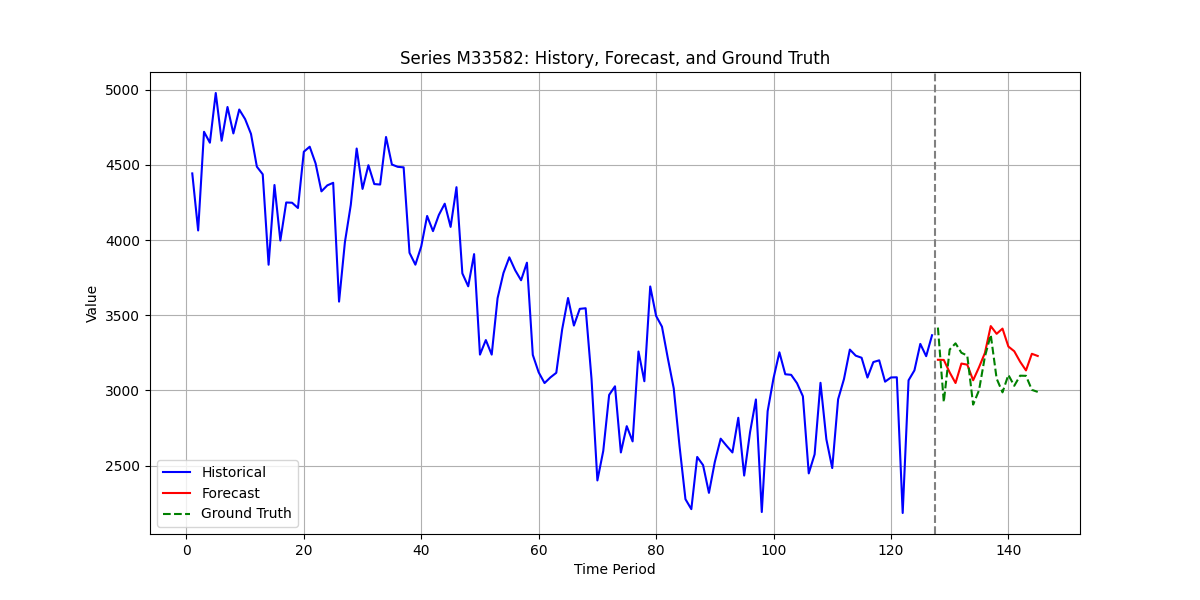 Series M33582: History, Forecast, and Ground Truth
5000
4500
4000
3500
3000
2500
Value
Historical
Forecast
Ground Truth
0 20 40 60 80 100 120 140
Time Period